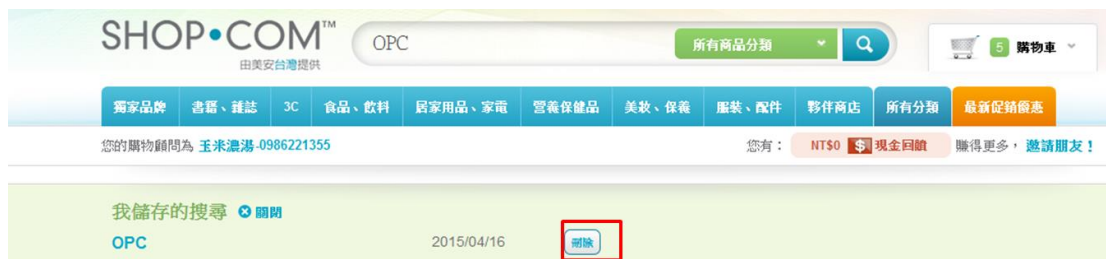 SHOP•COM™
由美安台灣提供
OPC
所有商品分類
5 購物車
獨家品牌 書籍、雜誌 3C 食品、飲料 居家用品、家電 營養保健品 美妝、保養 服裝、配件 夥伴商店 所有分類 最新促銷優惠
您的購物顧問為 玉米濃湯-0986221355
您有： NT$0 $ 現金回饋 賺得更多， 邀請朋友！
我儲存的搜尋 關閉
OPC 2015/04/16 刪除